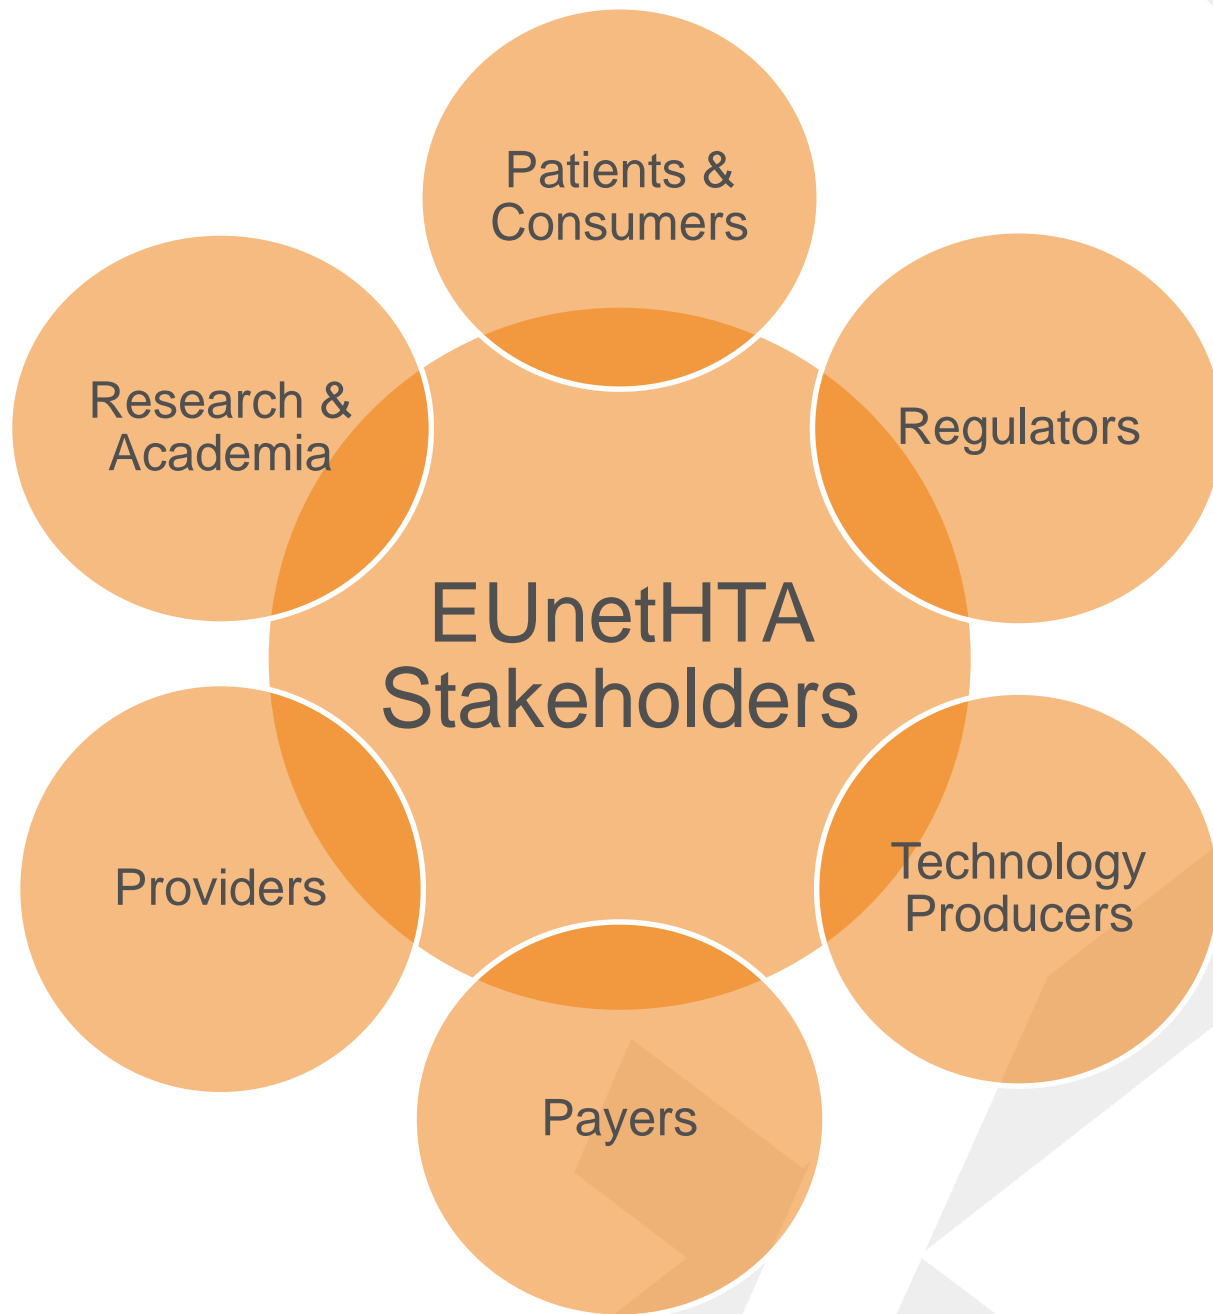 Patients &
Consumers
Research &
Academia
Regulators
EUnetHTA
Stakeholders
Providers
Technology
Producers
Payers